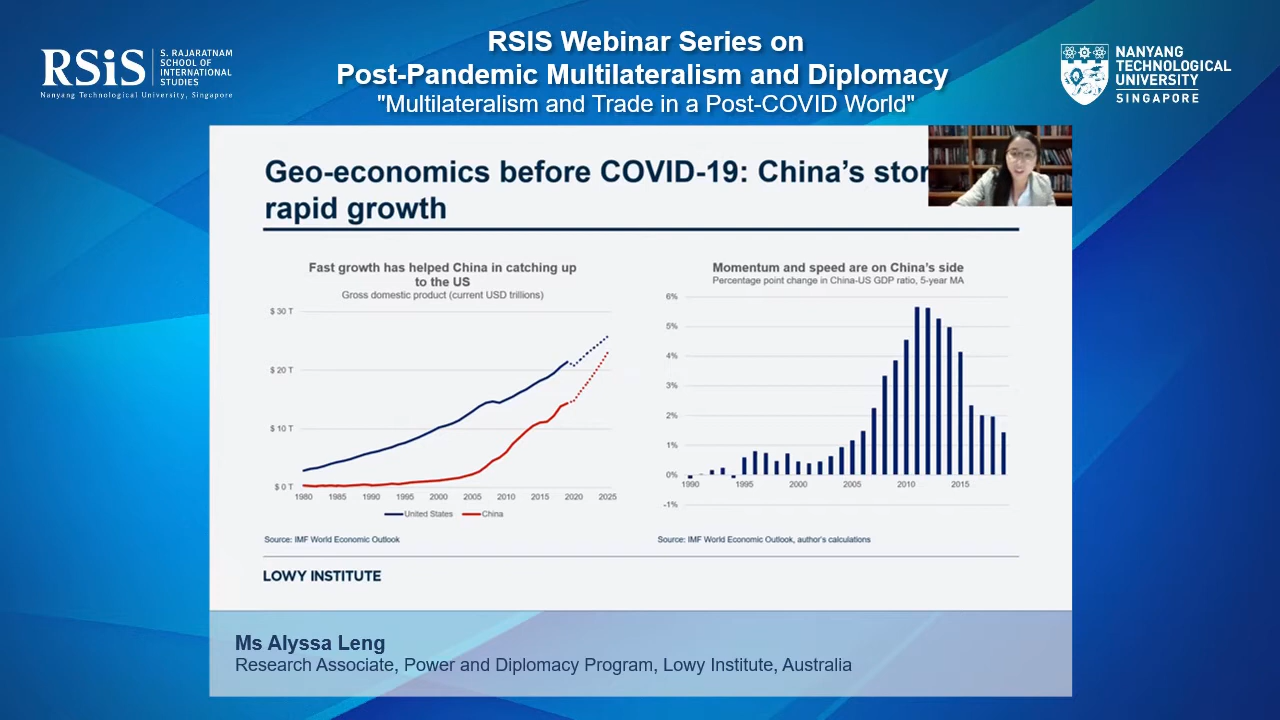 RSiS
S. RAJARATNAM
SCHOOL OF
INTERNATIONAL
STUDIES
Nanyang Technological University, Singapore
RSIS Webinar Series on
Post-Pandemic Multilateralism and Diplomacy
"Multilateralism and Trade in a Post-COVID World"
NANYANG
TECHNOLOGICAL
UNIVERSITY
SINGAPORE
Geo-economics before COVID-19: China's stor
rapid growth
Fast growth has helped China in catching up
to the US
Gross domestic product (current USD trillions)
$ 30 T
$ 20 T
$ 10 T
$ 0 T
1980 1985 1990 1995 2000 2005 2010 2015 2020 2025
United States China
Source: IMF World Economic Outlook
Momentum and speed are on China's side
Percentage point change in China-US GDP ratio, 5-year MA
6%
5%
4%
3%
2%
1%
0%
1990 1995 2000 2005 2010 2015
-1%
Source: IMF World Economic Outlook, author's calculations
LOWY INSTITUTE
Ms Alyssa Leng
Research Associate, Power and Diplomacy Program, Lowy Institute, Australia